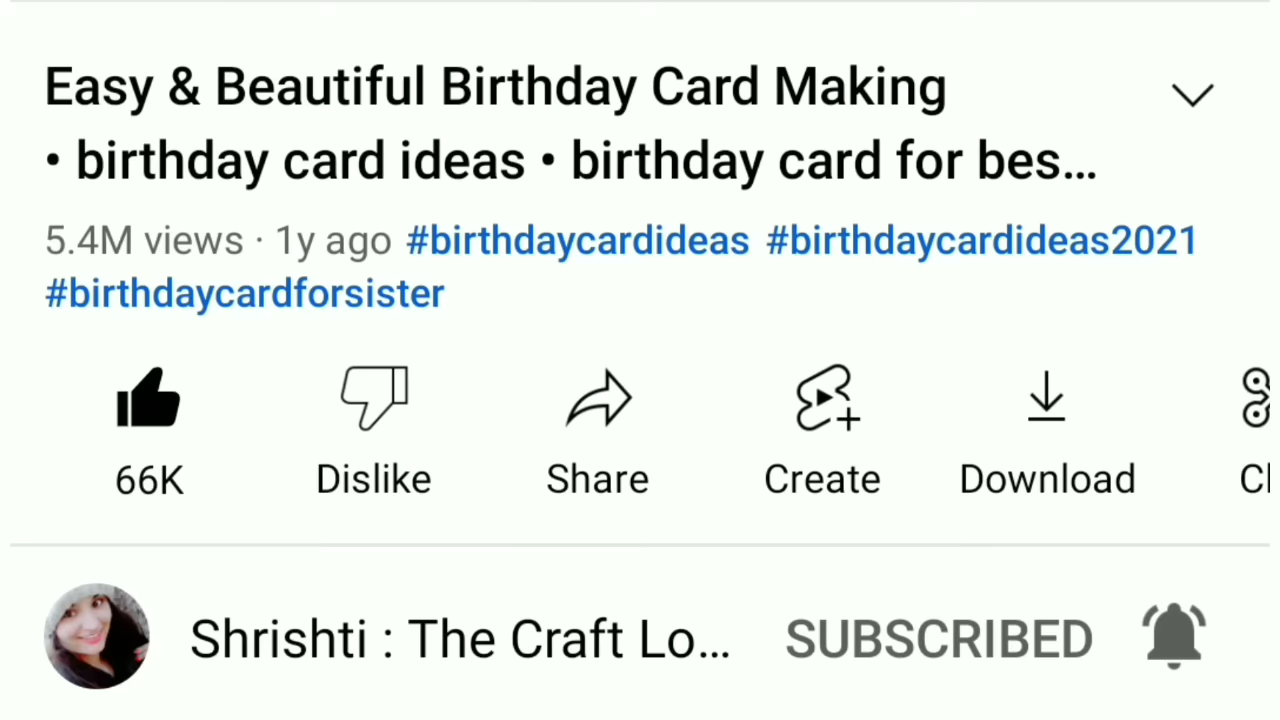 Easy & Beautiful Birthday Card Making
• birthday card ideas • birthday card for bes...
5.4M views · 1y ago #birthdaycardideas #birthdaycardideas2021
#birthdaycardforsister
66K Dislike Share Create Download Cl
Shrishti : The Craft Lo... SUBSCRIBED